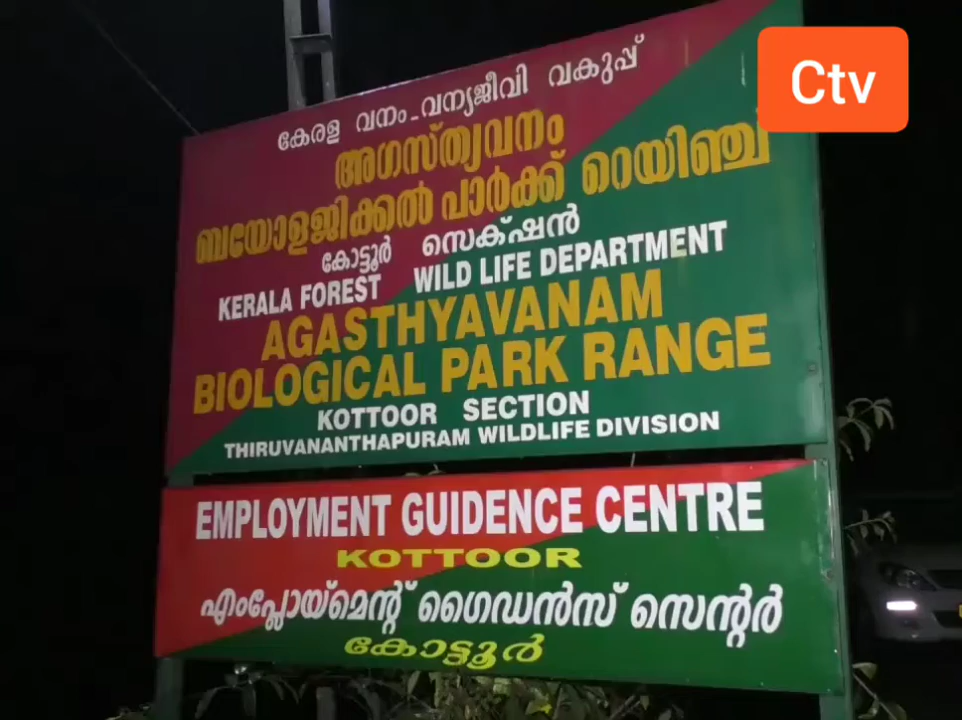 Ctv
കേരള വനം-വന്യജീവി വകുപ്പ്
അഗസ്ത്യവനം
ബയോളജിക്കൽ പാർക്ക് റെയിഞ്ച്
കോട്ടൂർ സെക്ഷൻ
KERALA FOREST WILD LIFE DEPARTMENT
AGASTHYAVANAM
BIOLOGICAL PARK RANGE
KOTTOOR SECTION
THIRUVANANTHAPURAM WILDLIFE DIVISION
EMPLOYMENT GUIDENCE CENTRE
KOTTOOR
എംപ്ലോയ്മെന്റ് ഗൈഡൻസ് സെന്റർ
കോട്ടൂർ